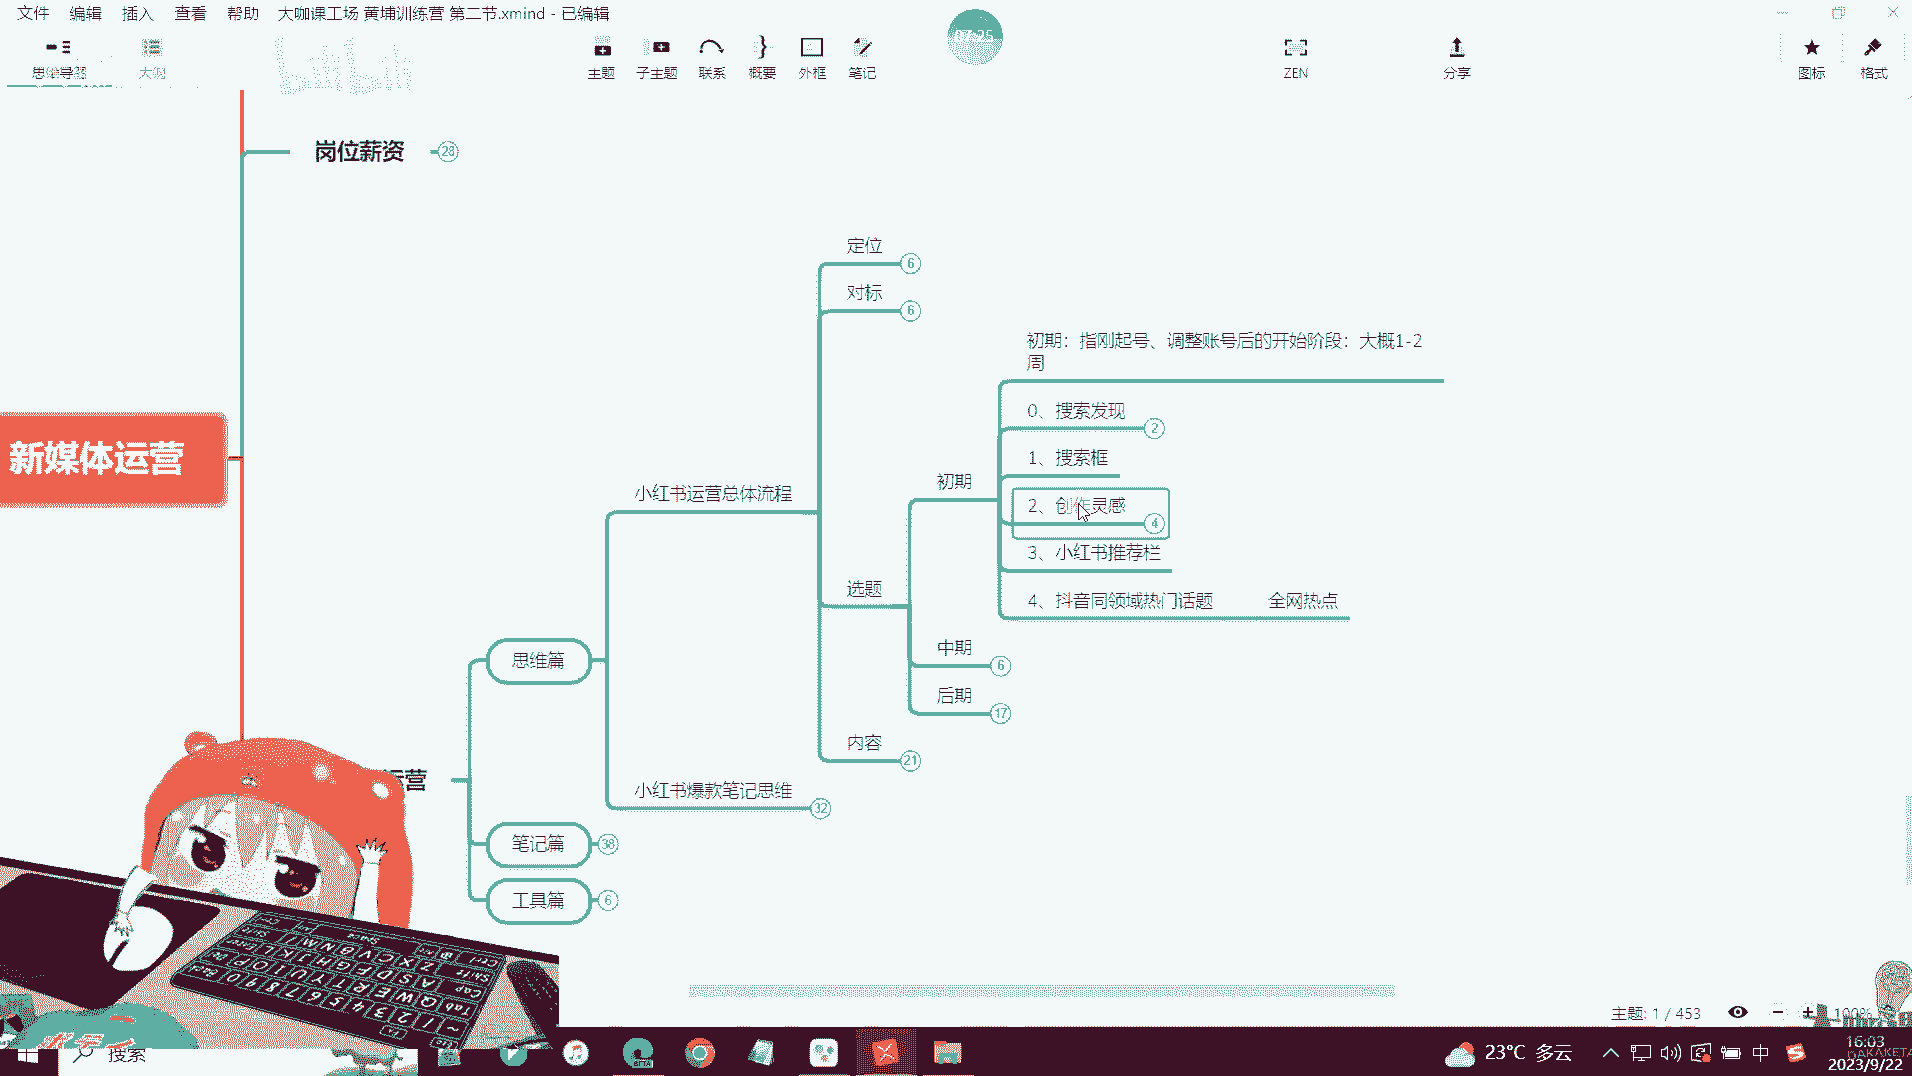 文件 编辑 插入 查看 帮助 大咖课工场 黄埔训练营 第二节.xmind - 已编辑
07:25
思维导图 大纲 主题 子主题 联系 概要 外框 笔记 ZEN 分享 图标 格式
bilibili
岗位薪资 28
定位 6
对标 6
初期：指刚起号、调整账号后的开始阶段：大概1-2
周
0、搜索发现 2
1、搜索框
新媒体运营
初期
小红书运营总体流程
2、创作灵感 4
3、小红书推荐栏
选题
4、抖音同领域热门话题 全网热点
中期 6
思维篇
后期 17
内容 21
运营
小红书爆款笔记思维 32
笔记篇 38
工具篇 6
主题: 1 / 453 100%
搜索
23°C 多云
中
16:03
2023/9/22